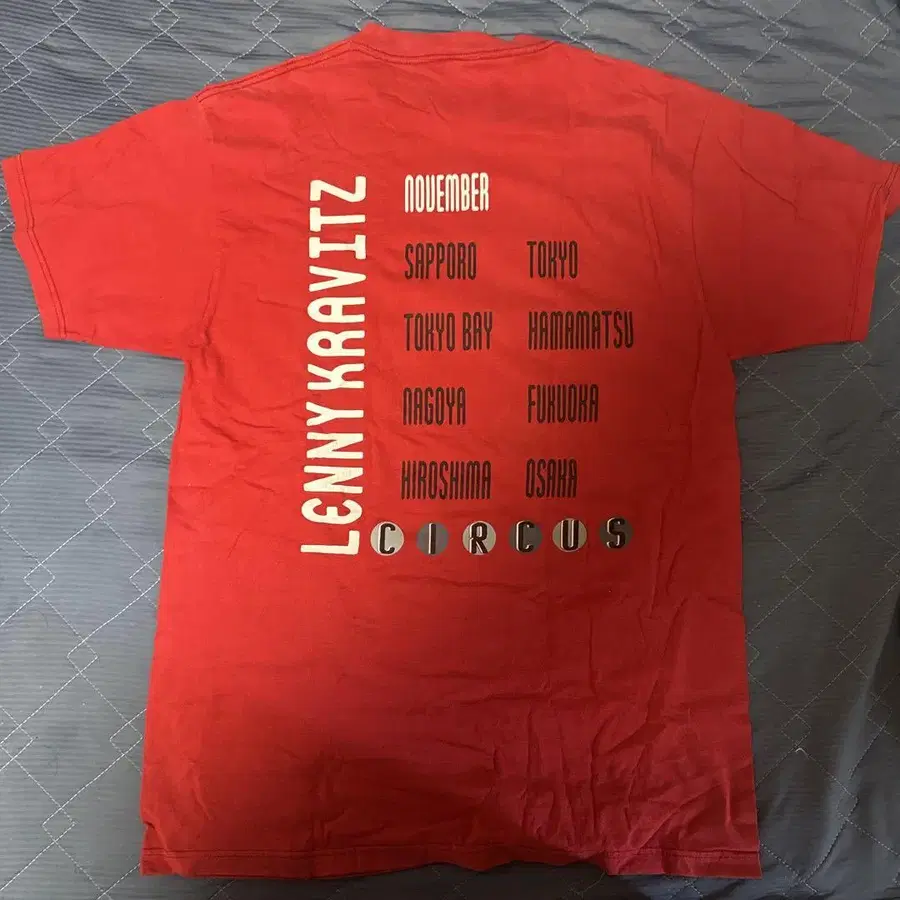 LENNY KRAVITZ
NOVEMBER
SAPPORO TOKYO
TOKYO BAY HAMAMATSU
NAGOYA FUKUOKA
HIROSHIMA OSAKA
CIRCUS